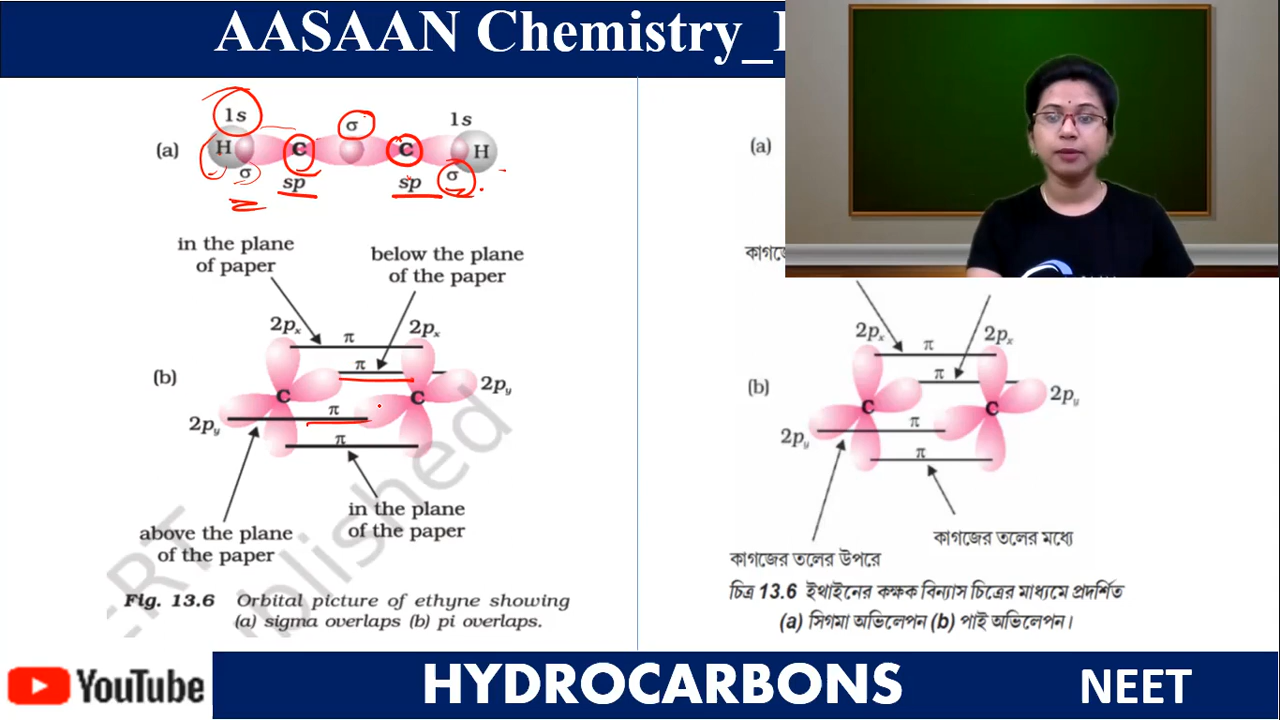 AASAAN Chemistry_
1s
σ
1s
(a)
H
C
C
H
σ
sp
sp
σ
in the plane
of paper
below the plane
of the paper
2px
π
2px
π
(b)
C
C
2py
π
2py
π
in the plane
of the paper
above the plane
of the paper
Fig. 13.6 Orbital picture of ethyne showing
(a) sigma overlaps (b) pi overlaps.
ublished
(a)
2px
π
2px
π
(b)
C
C
2py
π
2py
π
কাগজের তলের মধ্যে
কাগজের তলের উপরে
চিত্র 13.6 ইথাইনের কক্ষক বিন্যাস চিত্রের মাধ্যমে প্রদর্শিত
(a) সিগমা অভিলেপন (b) পাই অভিলেপন।
YouTube
HYDROCARBONS
NEET